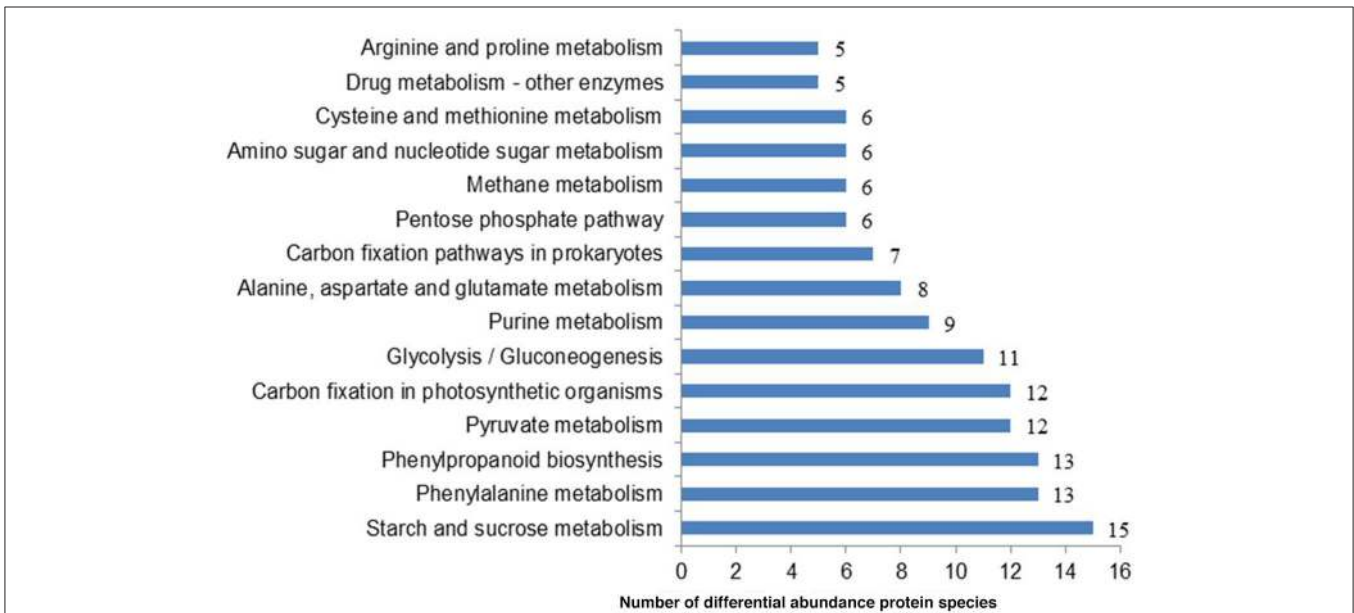 Arginine and proline metabolism 5
Drug metabolism - other enzymes 5
Cysteine and methionine metabolism 6
Amino sugar and nucleotide sugar metabolism 6
Methane metabolism 6
Pentose phosphate pathway 6
Carbon fixation pathways in prokaryotes 7
Alanine, aspartate and glutamate metabolism 8
Purine metabolism 9
Glycolysis / Gluconeogenesis 11
Carbon fixation in photosynthetic organisms 12
Pyruvate metabolism 12
Phenylpropanoid biosynthesis 13
Phenylalanine metabolism 13
Starch and sucrose metabolism 15
0 2 4 6 8 10 12 14 16
Number of differential abundance protein species